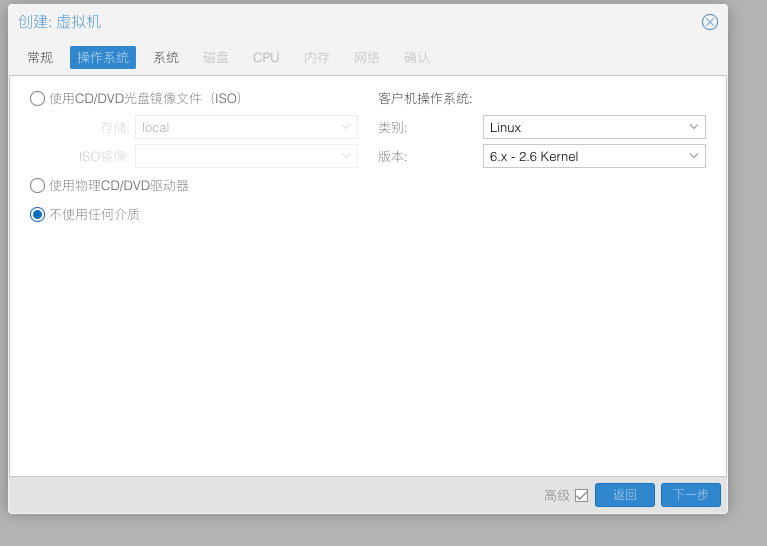 创建: 虚拟机
常规 操作系统 系统 磁盘 CPU 内存 网络 确认
使用CD/DVD光盘镜像文件（ISO） 客户机操作系统:
存储: local 类别: Linux
ISO镜像: 版本: 6.x - 2.6 Kernel
使用物理CD/DVD驱动器
不使用任何介质
高级 返回 下一步